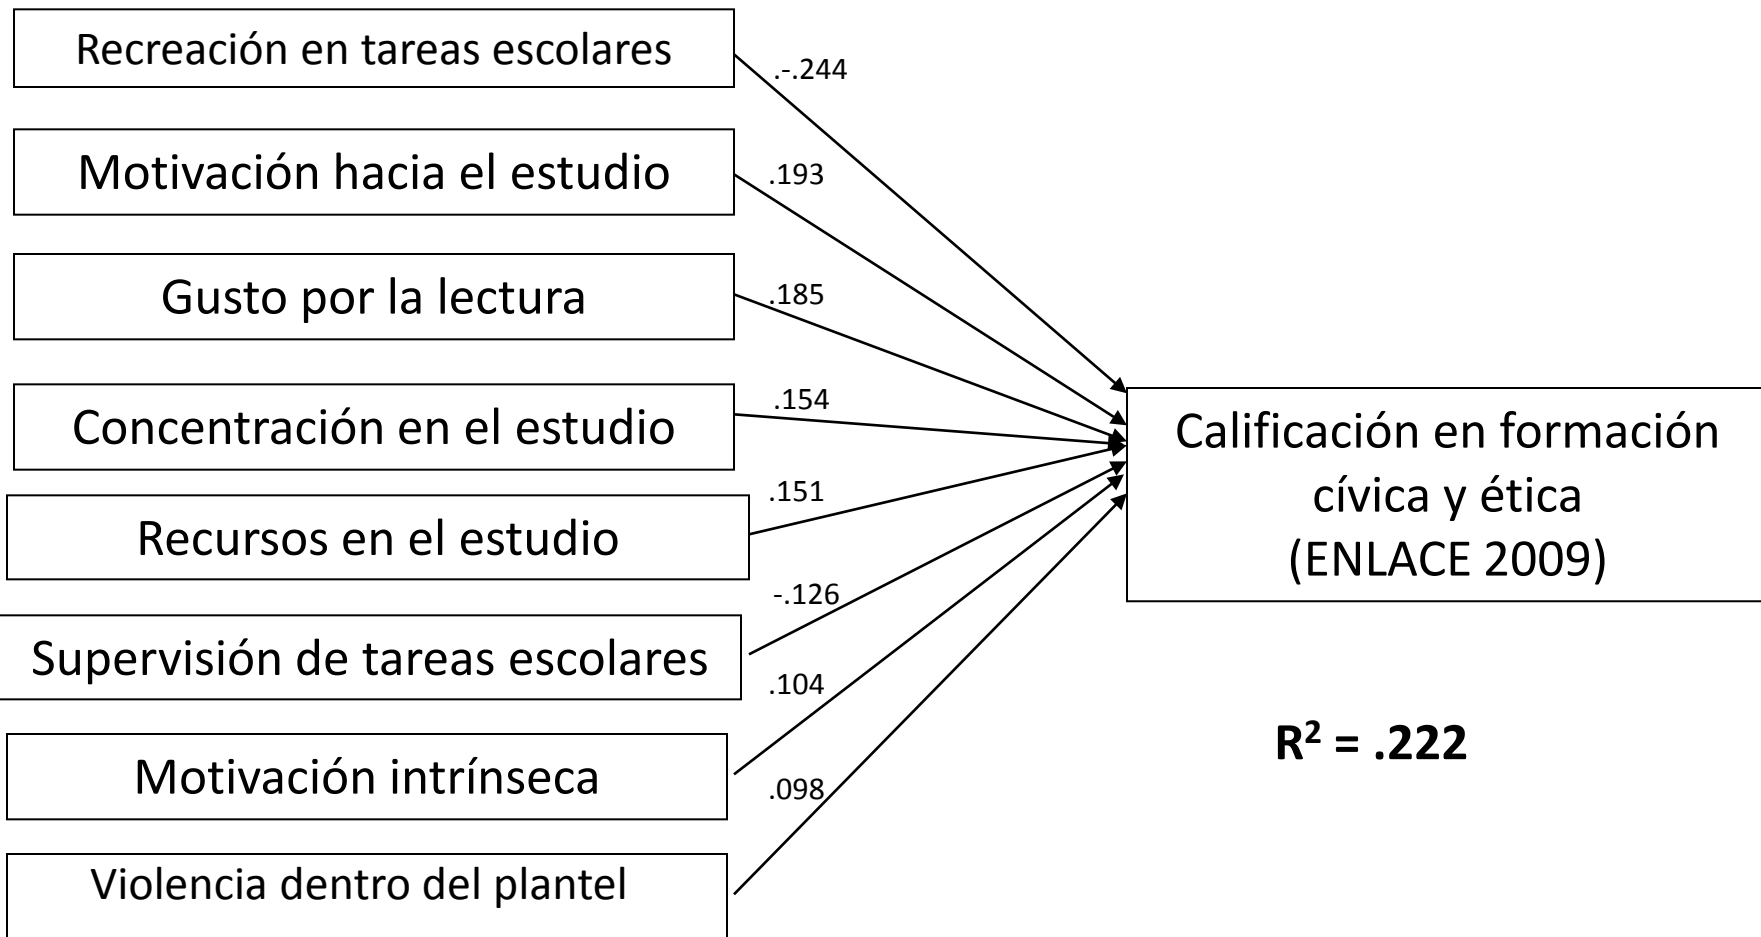 Recreación en tareas escolares
.-.244
Motivación hacia el estudio
.193
Gusto por la lectura
.185
Concentración en el estudio
.154
Recursos en el estudio
.151
Supervisión de tareas escolares
-.126
Motivación intrínseca
.104
Violencia dentro del plantel
.098
Calificación en formación
cívica y ética
(ENLACE 2009)
R² = .222